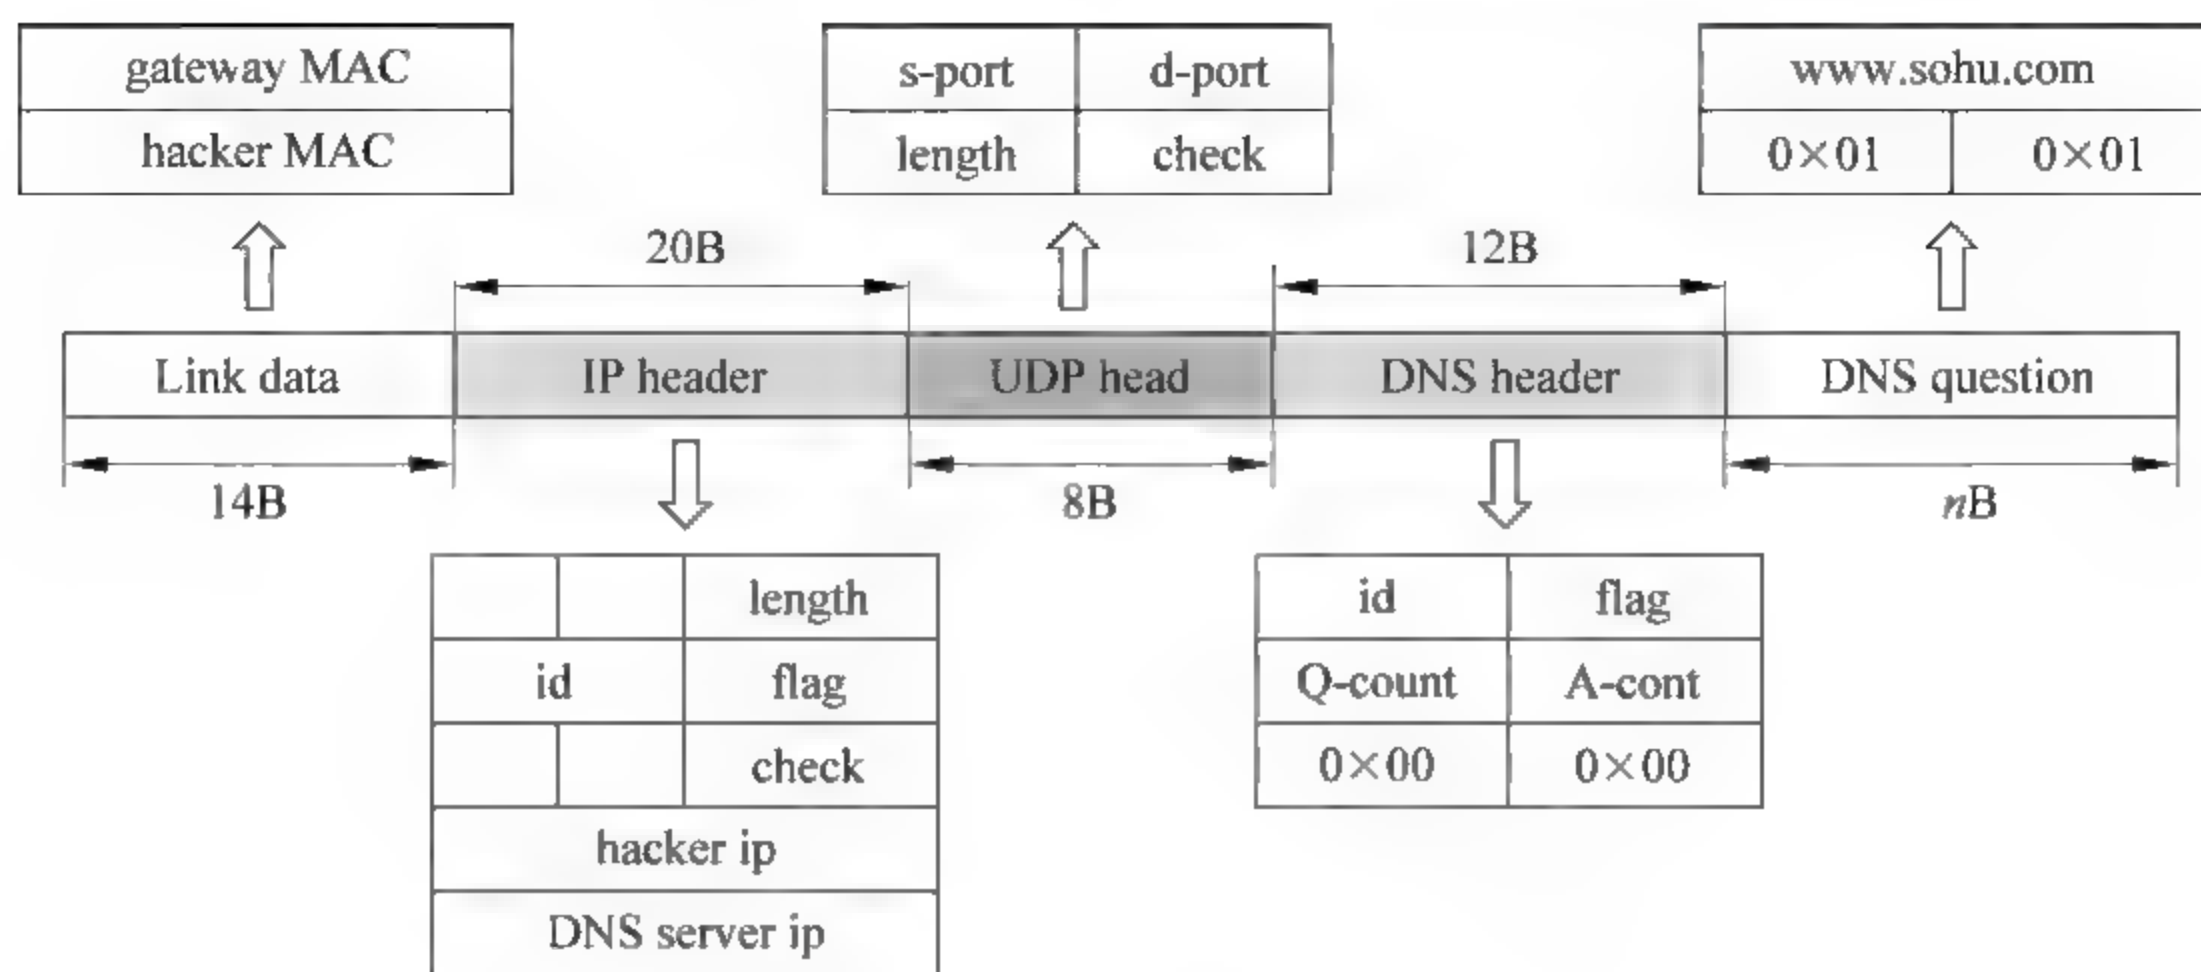 gateway MAC
hacker MAC
s-port d-port
length check
www.sohu.com
0×01 0×01
20B
12B
Link data IP header UDP head DNS header DNS question
14B
8B
nB
length
id flag
check
hacker ip
DNS server ip
id flag
Q-count A-cont
0×00 0×00